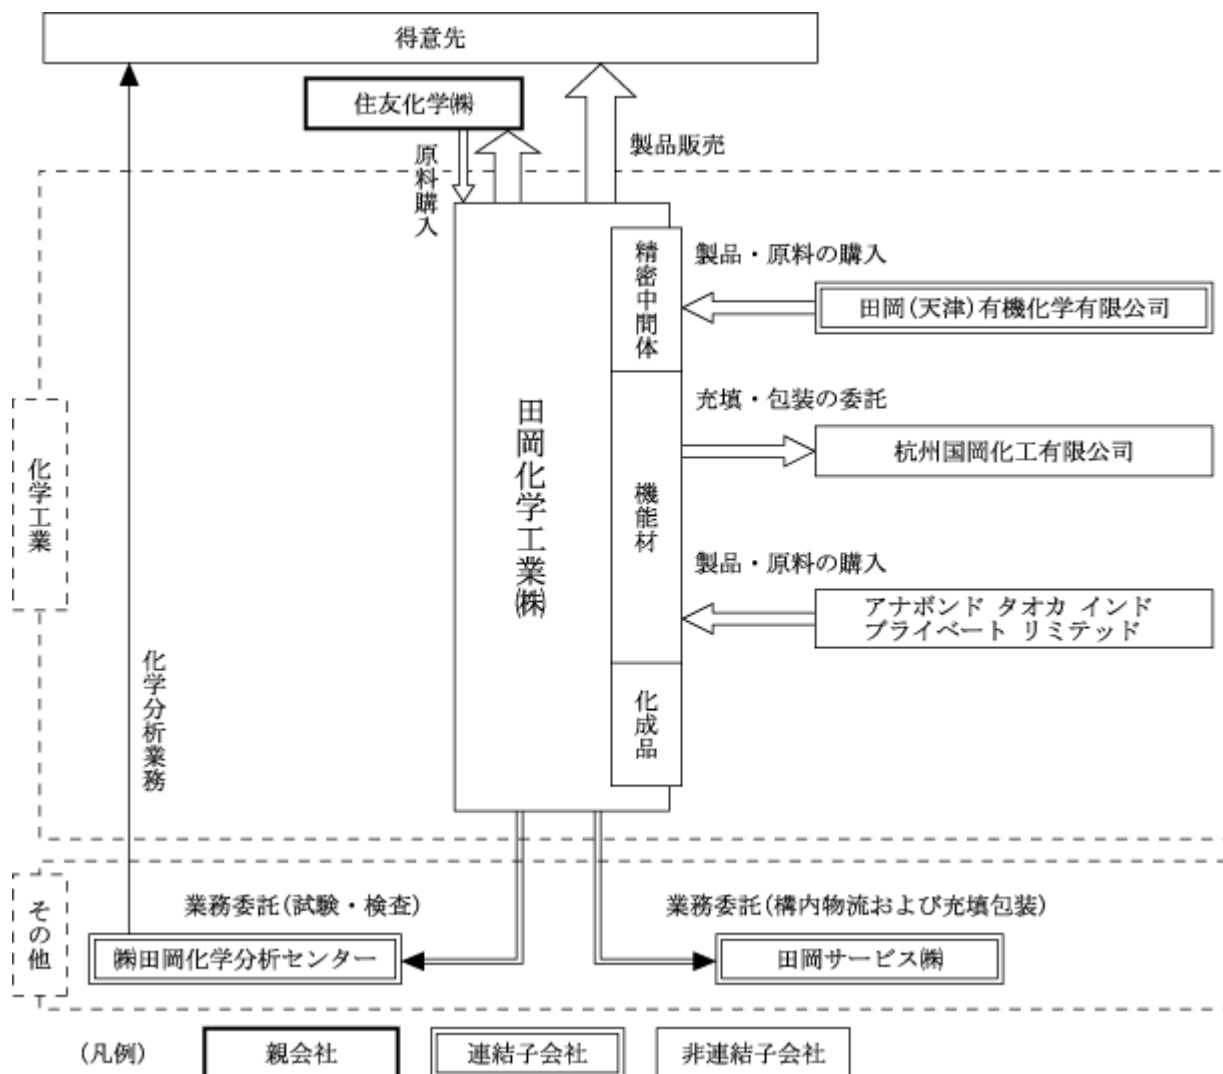 得意先
住友化学㈱
原料購入
製品販売
精密中間体
製品・原料の購入
田岡(天津)有機化学有限公司
田岡化学工業㈱
充填・包装の委託
杭州国岡化工有限公司
機能材
化学工業
製品・原料の購入
アナボンド タオカ インド
プライベート リミテッド
化学分析業務
化成品
その他
業務委託(試験・検査)
業務委託(構内物流および充填包装)
㈱田岡化学分析センター
田岡サービス㈱
(凡例)
親会社
連結子会社
非連結子会社